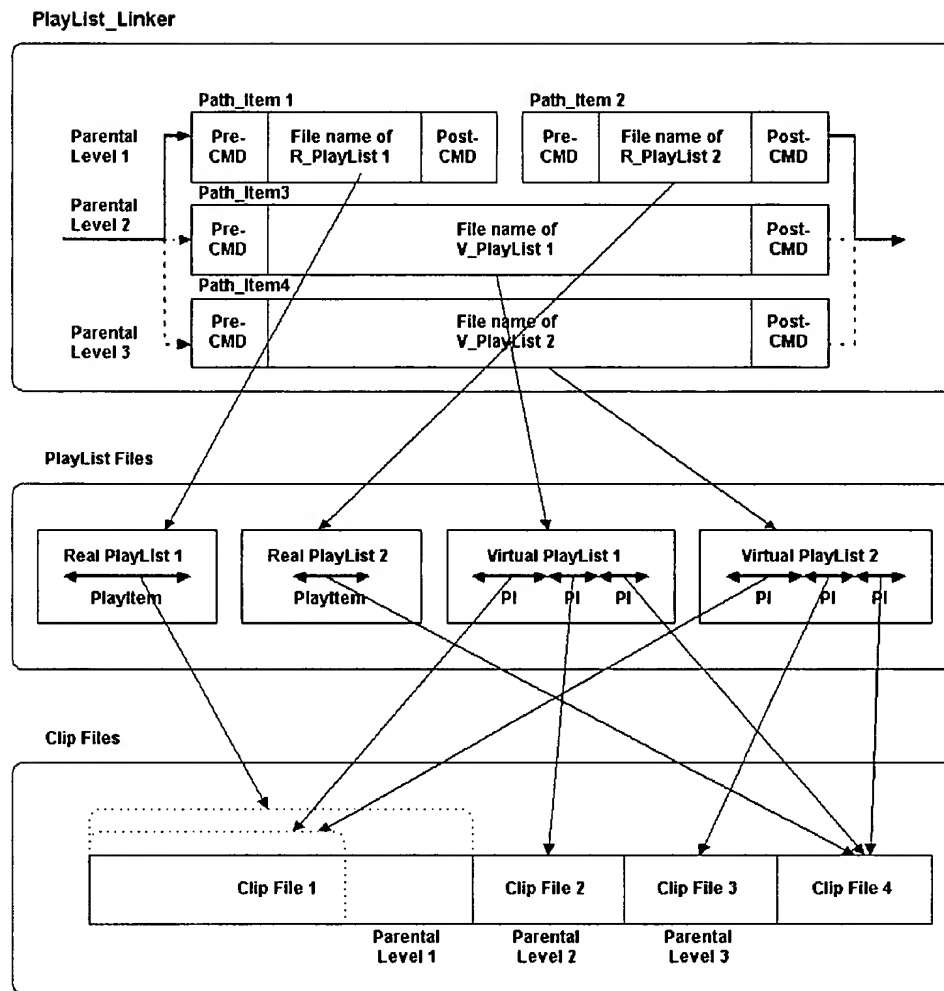 PlayList_Linker
Path_Item 1
Path_Item 2
Parental
Level 1
Pre-
CMD
File name of
R_PlayList 1
Post-
CMD
Pre-
CMD
File name of
R_PlayList 2
Post-
CMD
Path_Item3
Parental
Level 2
Pre-
CMD
File name of
V_PlayList 1
Post-
CMD
Path_Item4
Parental
Level 3
Pre-
CMD
File name of
V_PlayList 2
Post-
CMD
PlayList Files
Real PlayList 1
PlayItem
Real PlayList 2
PlayItem
Virtual PlayList 1
PI
PI
PI
Virtual PlayList 2
PI
PI
PI
Clip Files
Clip File 1
Clip File 2
Clip File 3
Clip File 4
Parental
Level 1
Parental
Level 2
Parental
Level 3